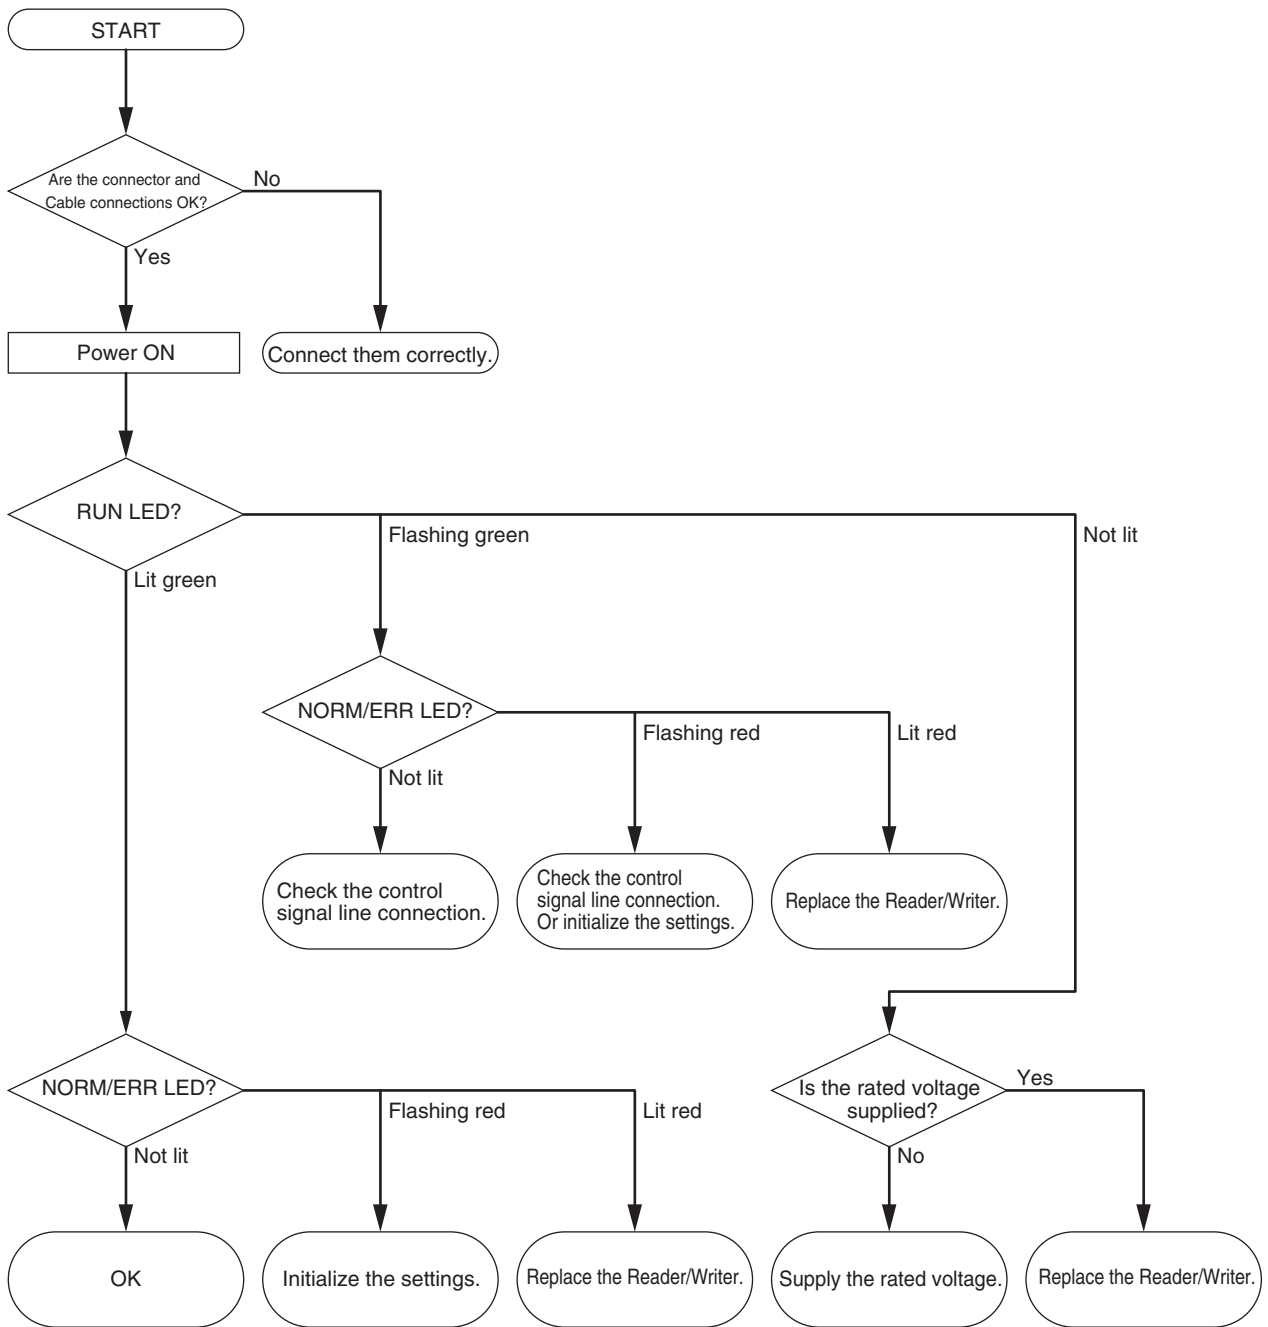 START
Are the connector and
Cable connections OK?
No
Yes
Power ON
Connect them correctly.
RUN LED?
Flashing green
Not lit
Lit green
NORM/ERR LED?
Flashing red
Lit red
Not lit
Check the control
signal line connection.
Check the control
signal line connection.
Or initialize the settings.
Replace the Reader/Writer.
NORM/ERR LED?
Flashing red
Lit red
Not lit
Is the rated voltage
supplied?
Yes
No
OK
Initialize the settings.
Replace the Reader/Writer.
Supply the rated voltage.
Replace the Reader/Writer.